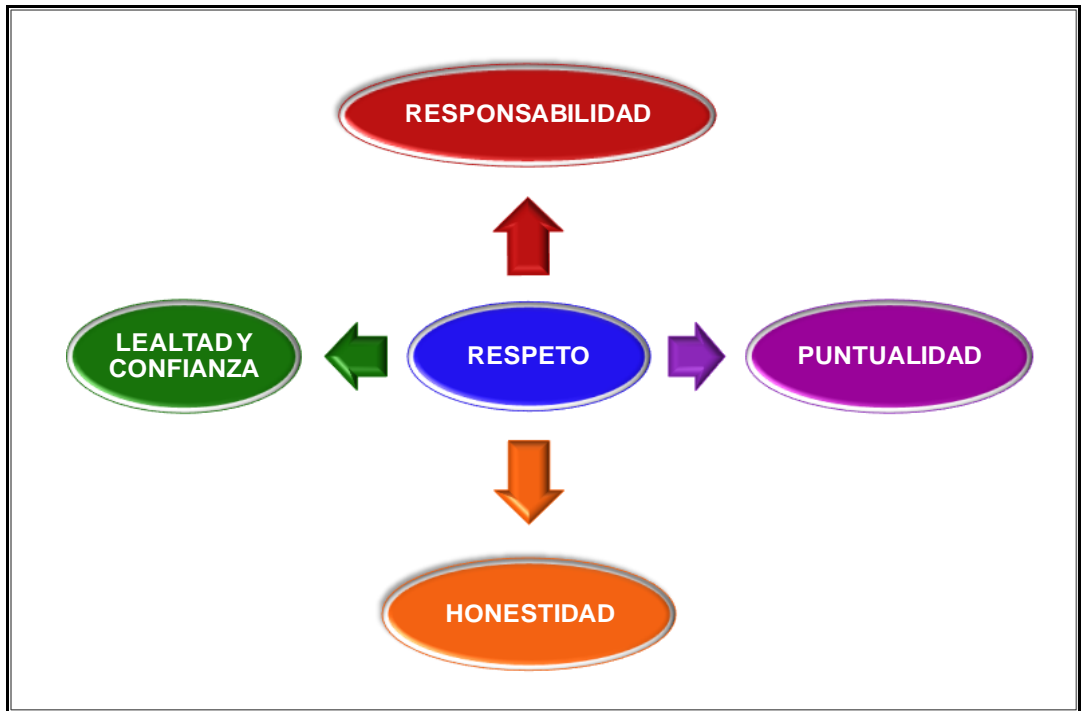 RESPONSABILIDAD
LEALTAD Y
CONFIANZA
RESPETO
PUNTUALIDAD
HONESTIDAD